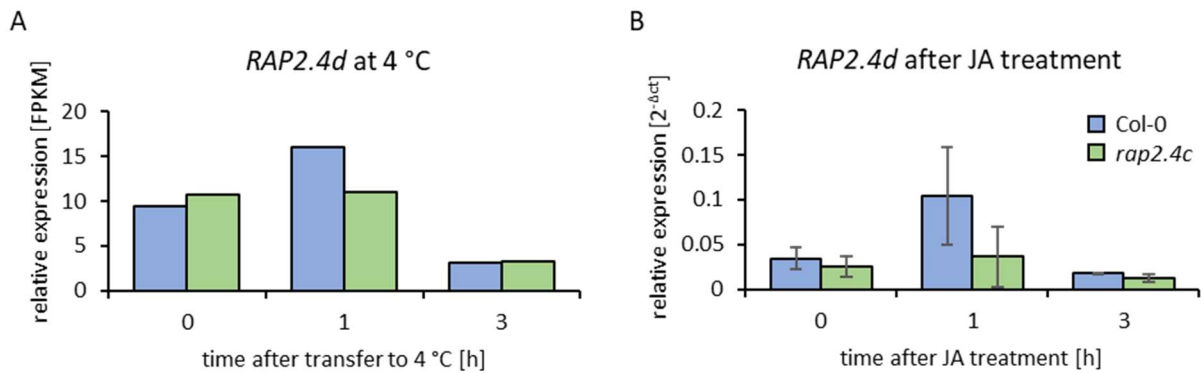 A
RAP2.4d at 4 °C
relative expression [FPKM]
20
15
10
5
0
0 1 3
time after transfer to 4 °C [h]
B
RAP2.4d after JA treatment
relative expression [2^-Δct]
0.2
0.15
0.1
0.05
0
Col-0
rap2.4c
0 1 3
time after JA treatment [h]